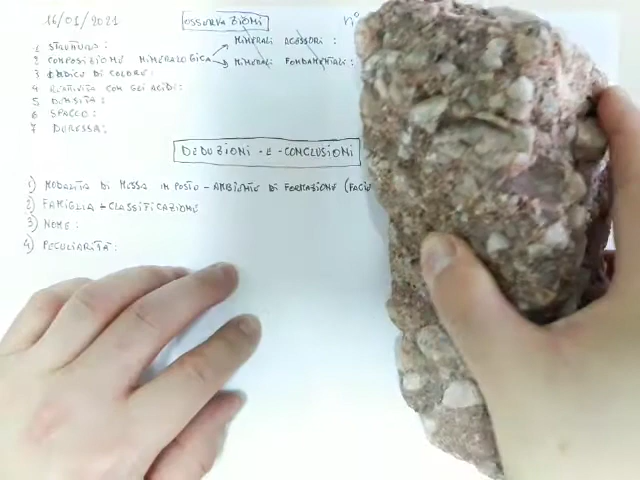 16/01/2021 OSSERVAZIONI n°
1 STRUTTURA:
MINERALI ACESSORI:
2 COMPOSIZIONE MINERALOGICA
MINERALI FONDAMENTALI:
3 INDICE DI COLORE:
4 REATTIVITÀ CON GLI ACIDI:
5 DENSITÀ:
6 SPACCO:
7 DUREZZA:
DEDUZIONI - E - CONCLUSIONI
1) MODALITÀ DI MESSA IN POSTO - AMBIENTE DI FORMAZIONE (FACIE
2) FAMIGLIA + CLASSIFICAZIONE
3) NOME:
4) PECULIARITÀ: